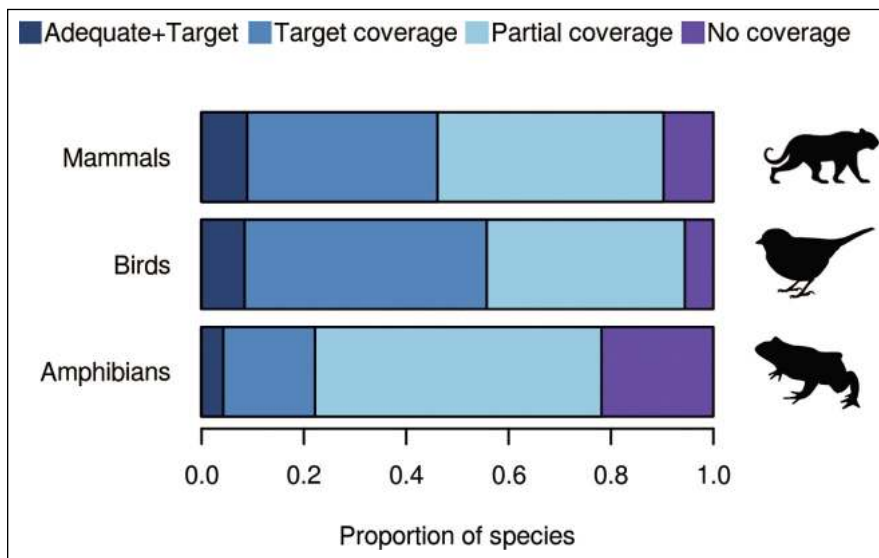 Adequate+Target Target coverage Partial coverage No coverage
Mammals
Birds
Amphibians
0.0 0.2 0.4 0.6 0.8 1.0
Proportion of species